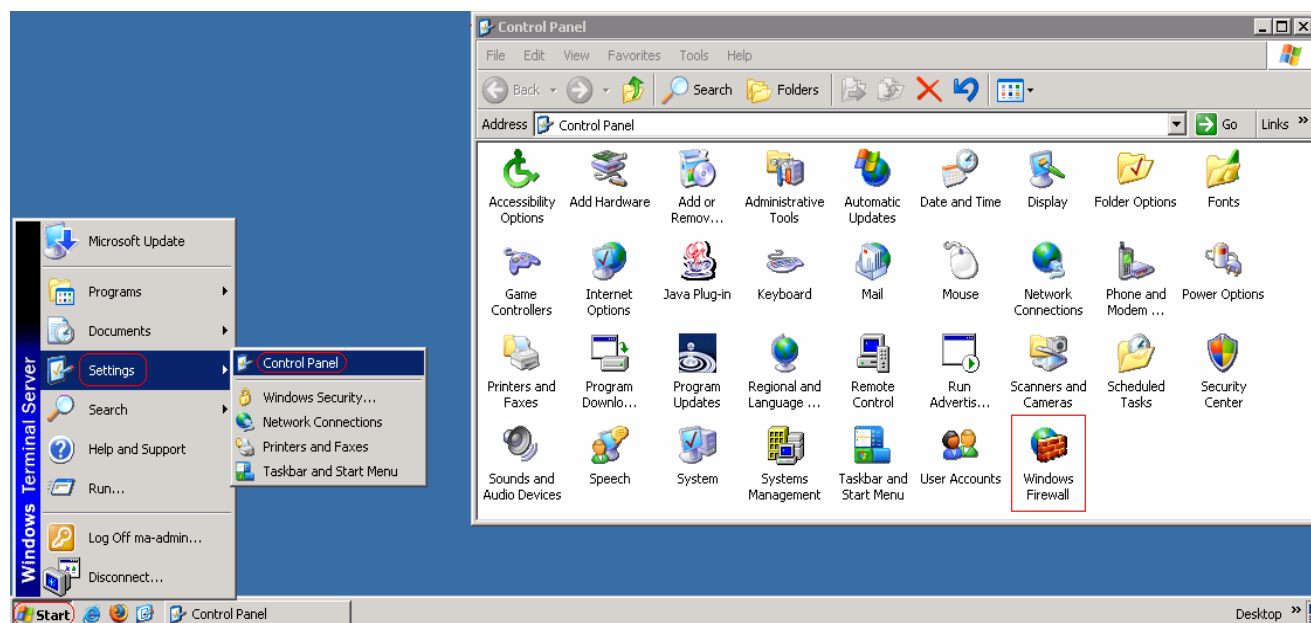 Control Panel
File Edit View Favorites Tools Help
Back Search Folders
Address Control Panel Go Links »
Accessibility Options
Add Hardware
Add or Remov...
Administrative Tools
Automatic Updates
Date and Time
Display
Folder Options
Fonts
Game Controllers
Internet Options
Java Plug-in
Keyboard
Mail
Mouse
Network Connections
Phone and Modem ...
Power Options
Printers and Faxes
Program Downlo...
Program Updates
Regional and Language ...
Remote Control
Run Advertis...
Scanners and Cameras
Scheduled Tasks
Security Center
Sounds and Audio Devices
Speech
System
Systems Management
Taskbar and Start Menu
User Accounts
Windows Firewall
Windows Terminal Server
Microsoft Update
Programs
Documents
Settings
Search
Help and Support
Run...
Log Off ma-admin...
Disconnect...
Control Panel
Windows Security...
Network Connections
Printers and Faxes
Taskbar and Start Menu
Start Control Panel Desktop »